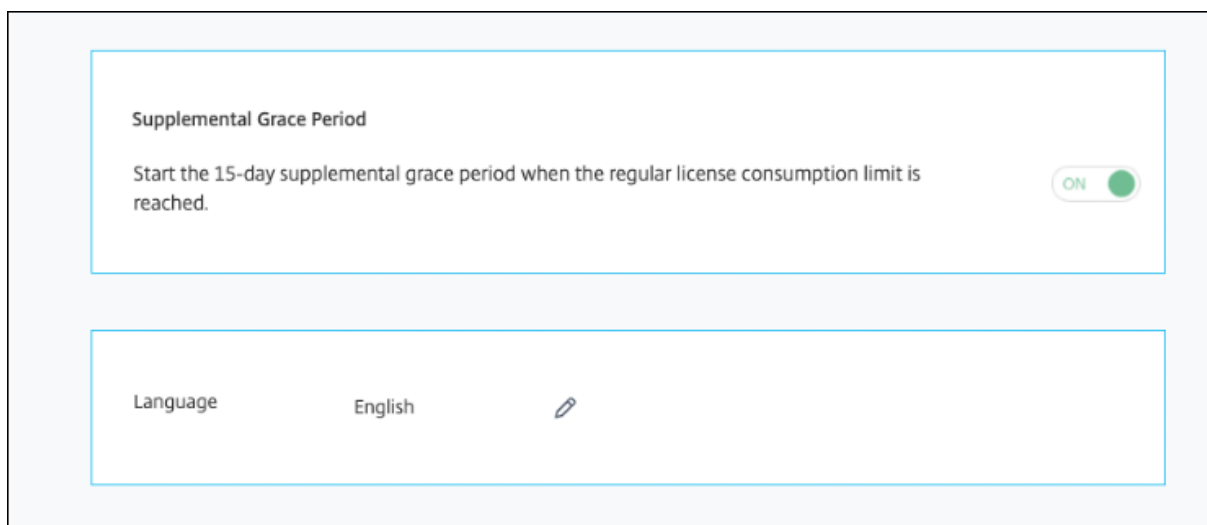 Supplemental Grace Period
Start the 15-day supplemental grace period when the regular license consumption limit is
reached.
ON
Language
English